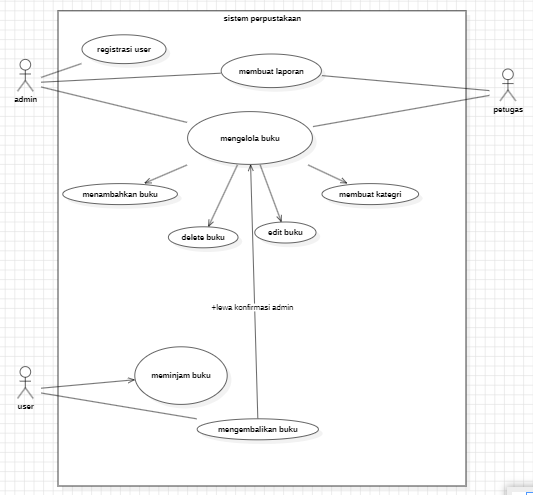 sistem perpustakaan
registrasi user
membuat laporan
admin
petugas
mengelola buku
menambahkan buku
membuat kategri
delete buku
edit buku
+lewa konfirmasi admin
meminjam buku
user
mengembalikan buku